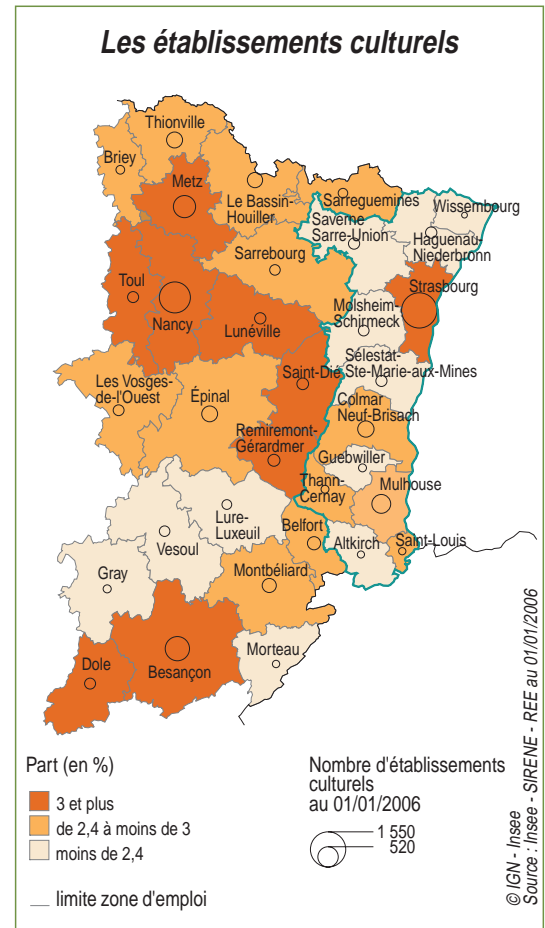 Les établissements culturels
Thionville
Briey
Metz
Le Bassin-
Houiller
Sarreguemines
Wissembourg
Saverne
Sarre-Union
Haguenau-
Niederbronn
Sarrebourg
Strasbourg
Toul
Nancy
Lunéville
Molsheim-
Schirmeck
Sélestat-
Ste-Marie-aux-Mines
Saint-Dié
Les Vosges-
de-l'Ouest
Épinal
Colmar
Neuf-Brisach
Remiremont-
Gérardmer
Guebwiller
Thann-
Cernay
Mulhouse
Lure-
Luxeuil
Belfort
Vesoul
Altkirch
Saint-Louis
Gray
Montbéliard
Morteau
Dole
Besançon
Part (en %)
3 et plus
de 2,4 à moins de 3
moins de 2,4
limite zone d'emploi
Nombre d'établissements
culturels
au 01/01/2006
1 550
520
© IGN - Insee
Source : Insee - SIRENE - REE au 01/01/2006